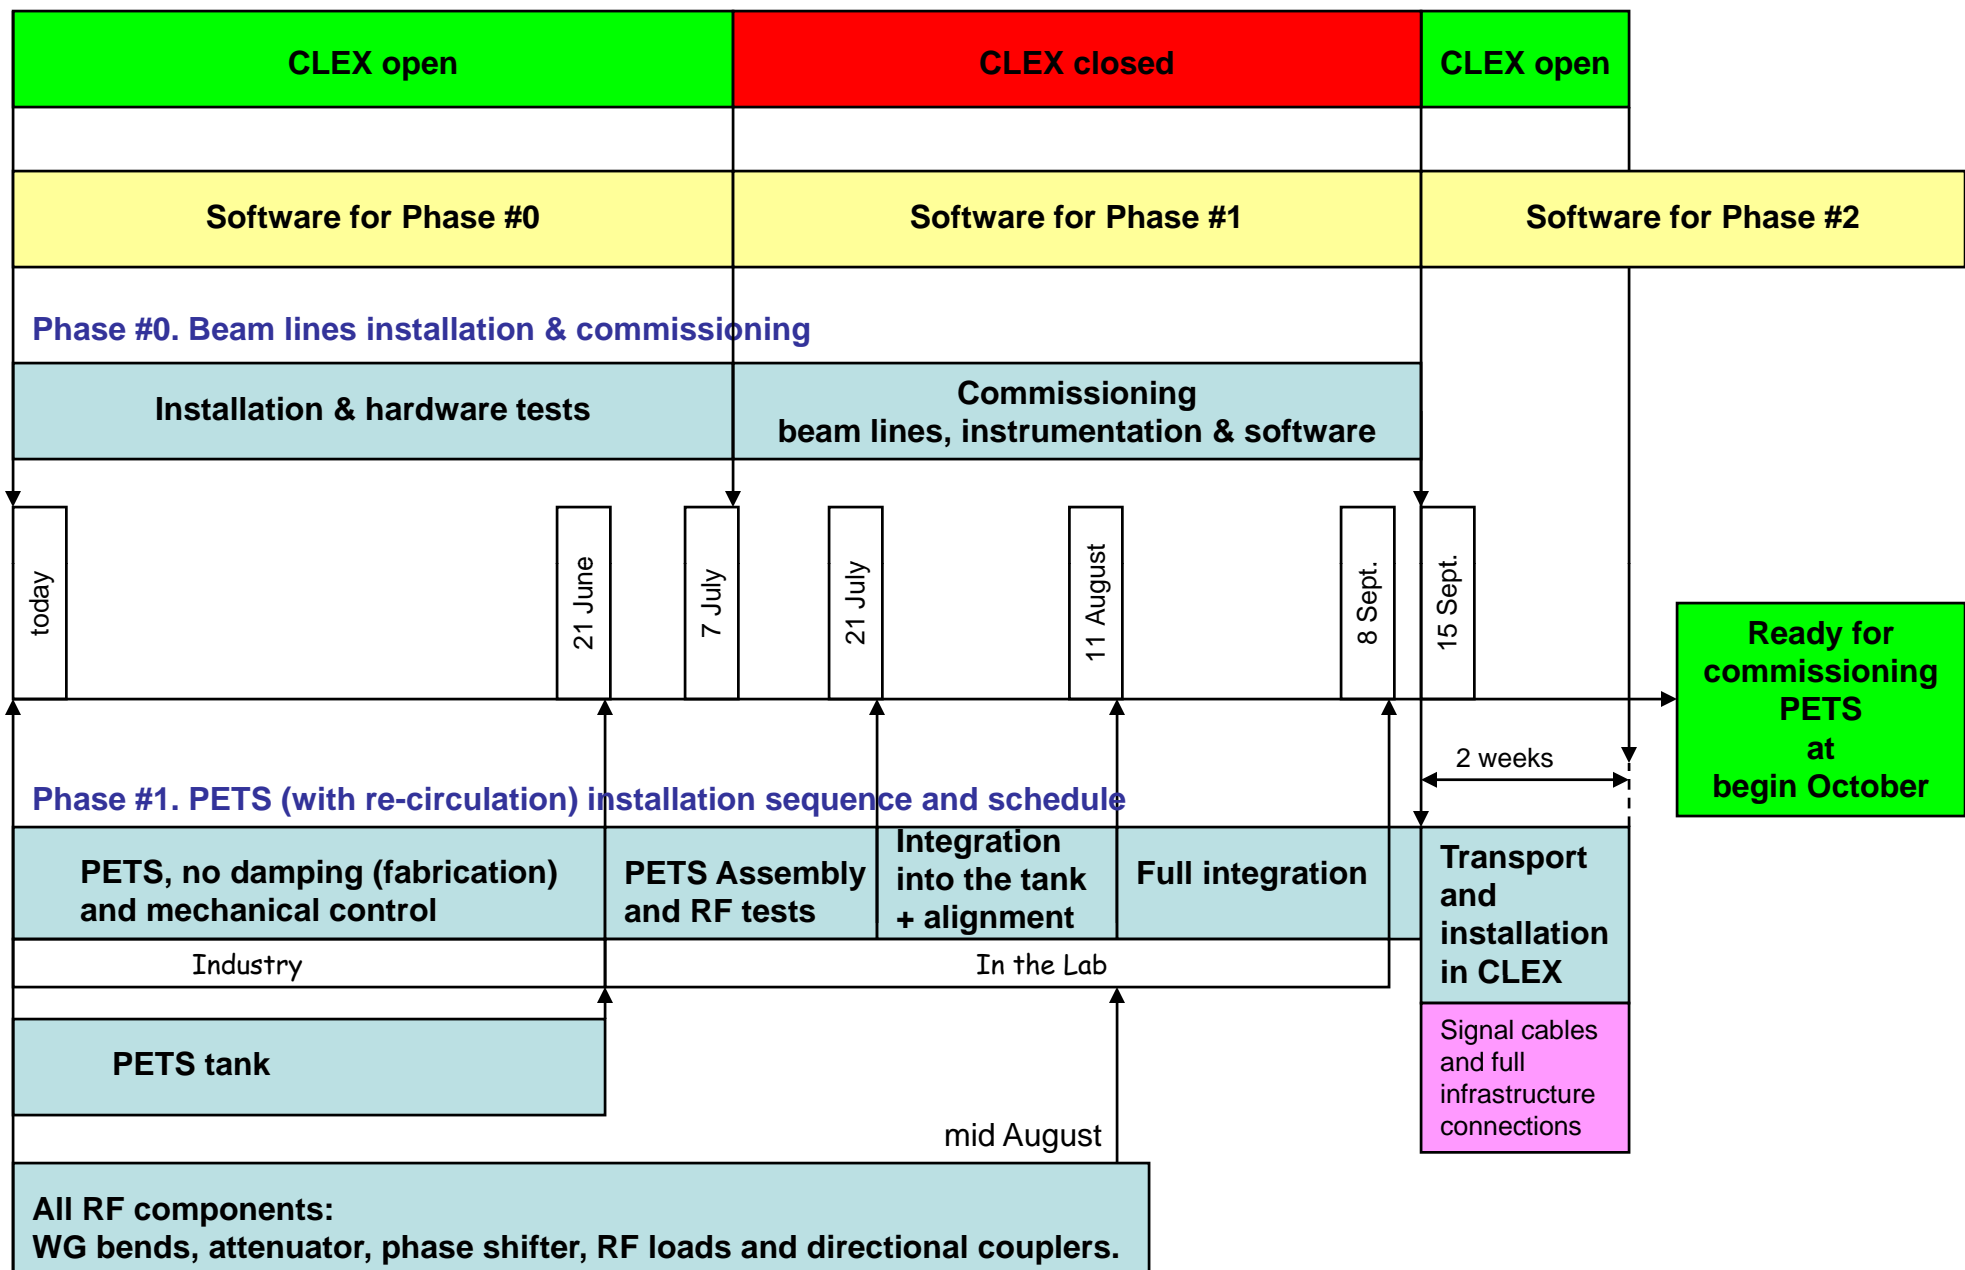 CLEX open
CLEX closed
CLEX open
Software for Phase #0
Software for Phase #1
Software for Phase #2
Phase #0. Beam lines installation & commissioning
Installation & hardware tests
Commissioning
beam lines, instrumentation & software
today
21 June
7 July
21 July
11 August
8 Sept.
15 Sept.
Ready for
commissioning
PETS
at
begin October
2 weeks
Phase #1. PETS (with re-circulation) installation sequence and schedule
PETS, no damping (fabrication)
and mechanical control
PETS Assembly
and RF tests
Integration
into the tank
+ alignment
Full integration
Transport
and
installation
in CLEX
Industry
In the Lab
PETS tank
Signal cables
and full
infrastructure
connections
mid August
All RF components:
WG bends, attenuator, phase shifter, RF loads and directional couplers.